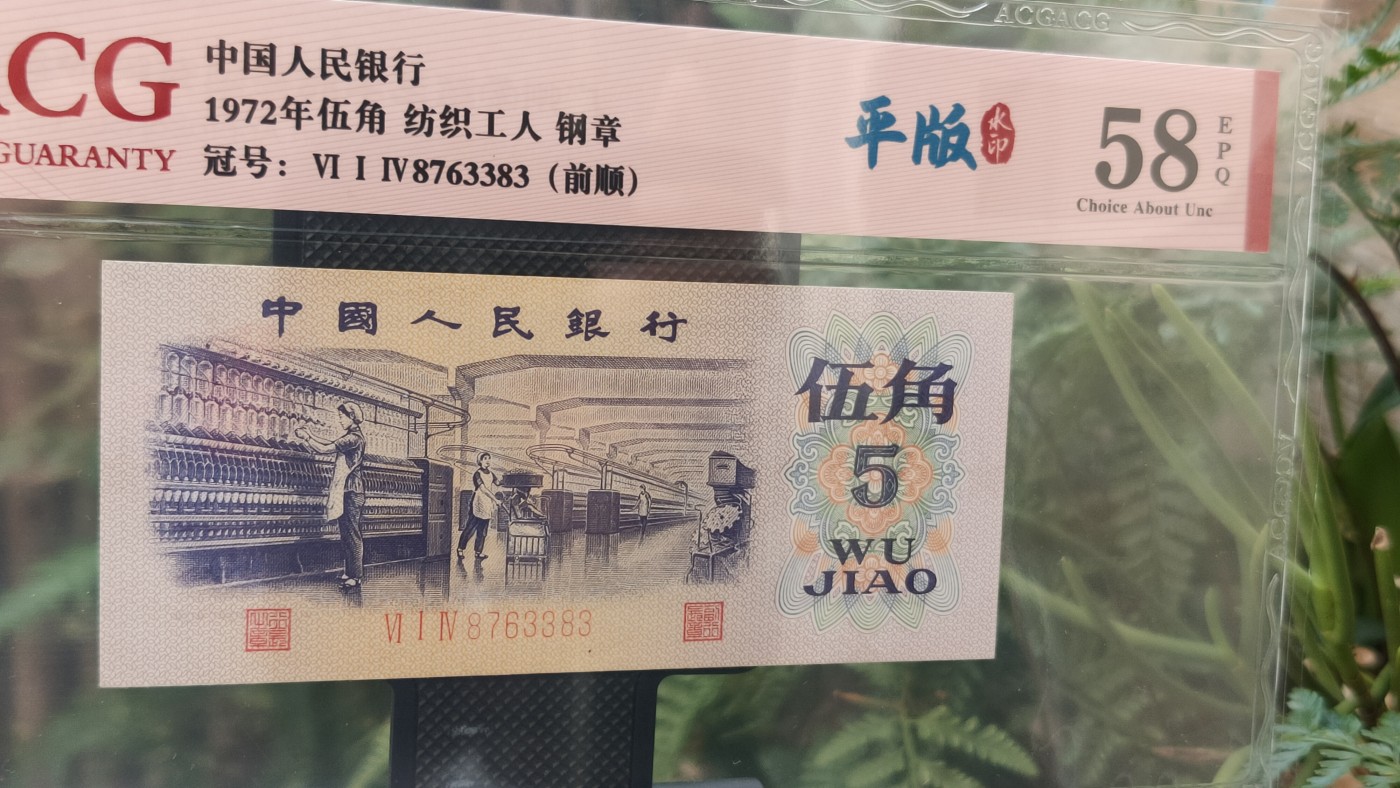 ACGACG
ACG
GUARANTY
中国人民银行
1972年伍角 纺织工人 钢章
冠号：Ⅵ Ⅰ Ⅳ8763383（前顺）
平版
水印
58
EPQ
Choice About Unc
中國人民銀行
伍角
5
WU
JIAO
Ⅵ Ⅰ Ⅳ 8763383